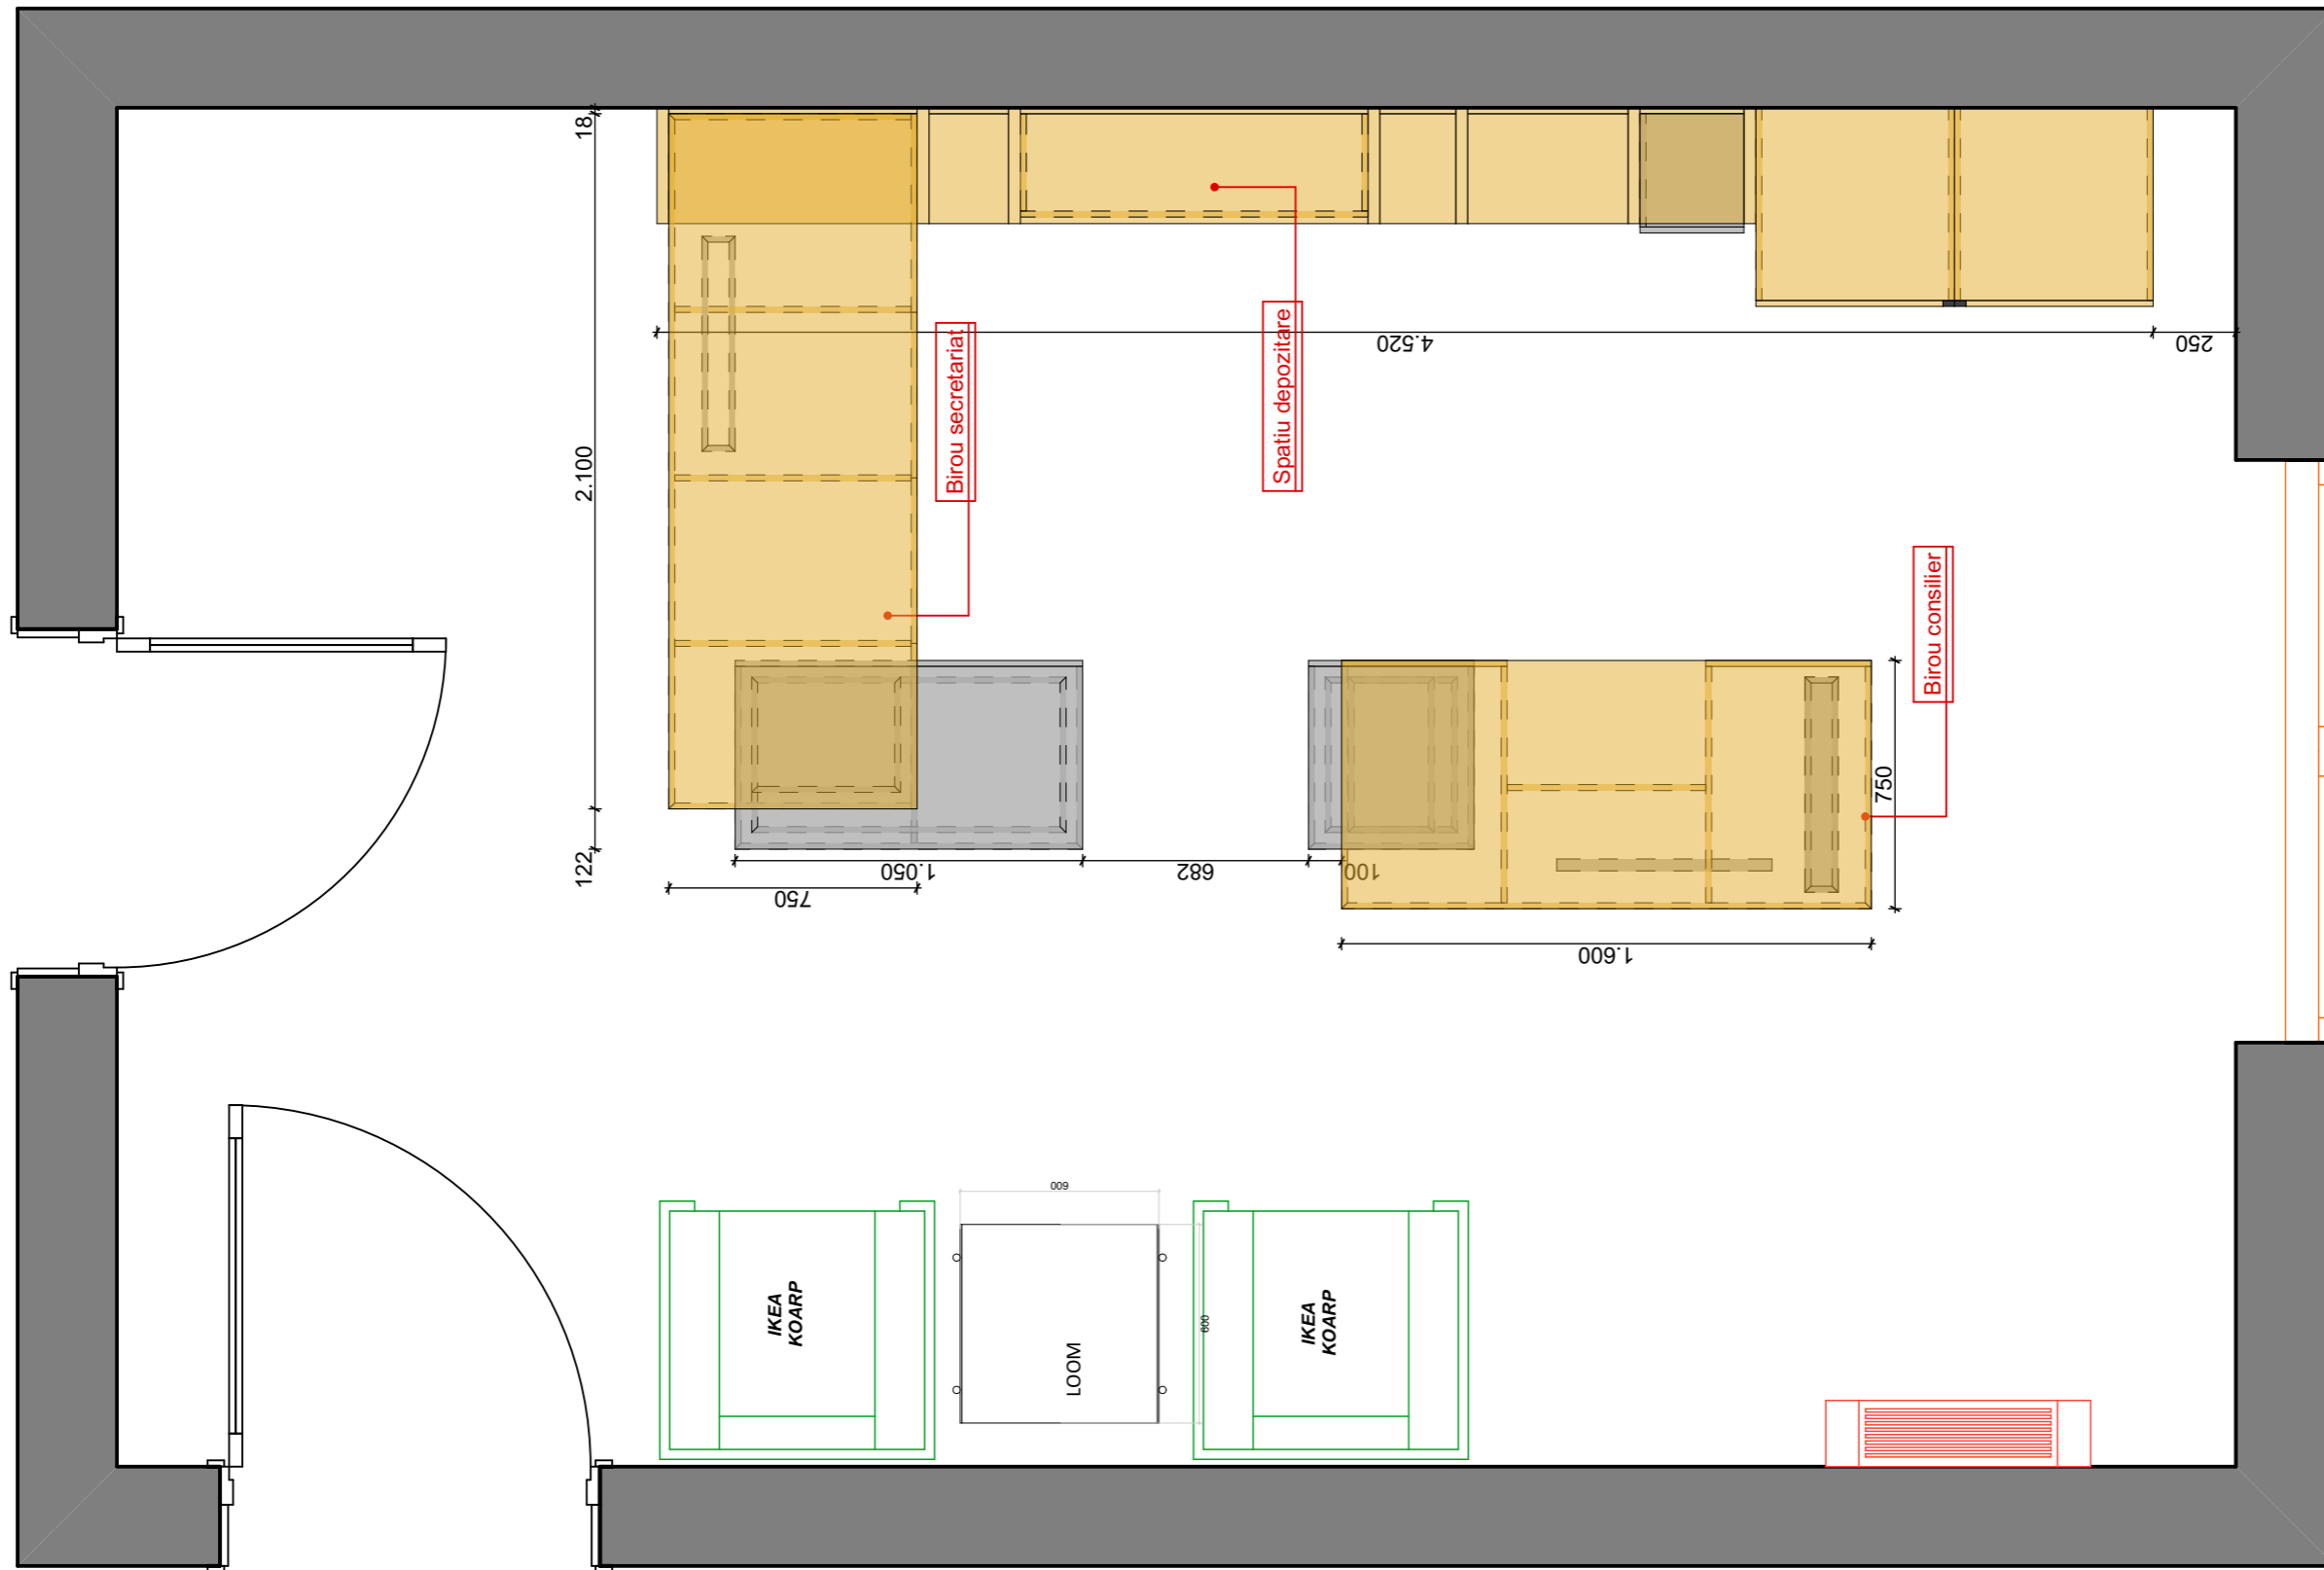 18
2.100
122
Birou secretariat
Spatiu depozitare
4.520
250
Birou consilier
750
1.050
682
100
750
1.600
600
600
IKEA
KOARP
LOOM
IKEA
KOARP